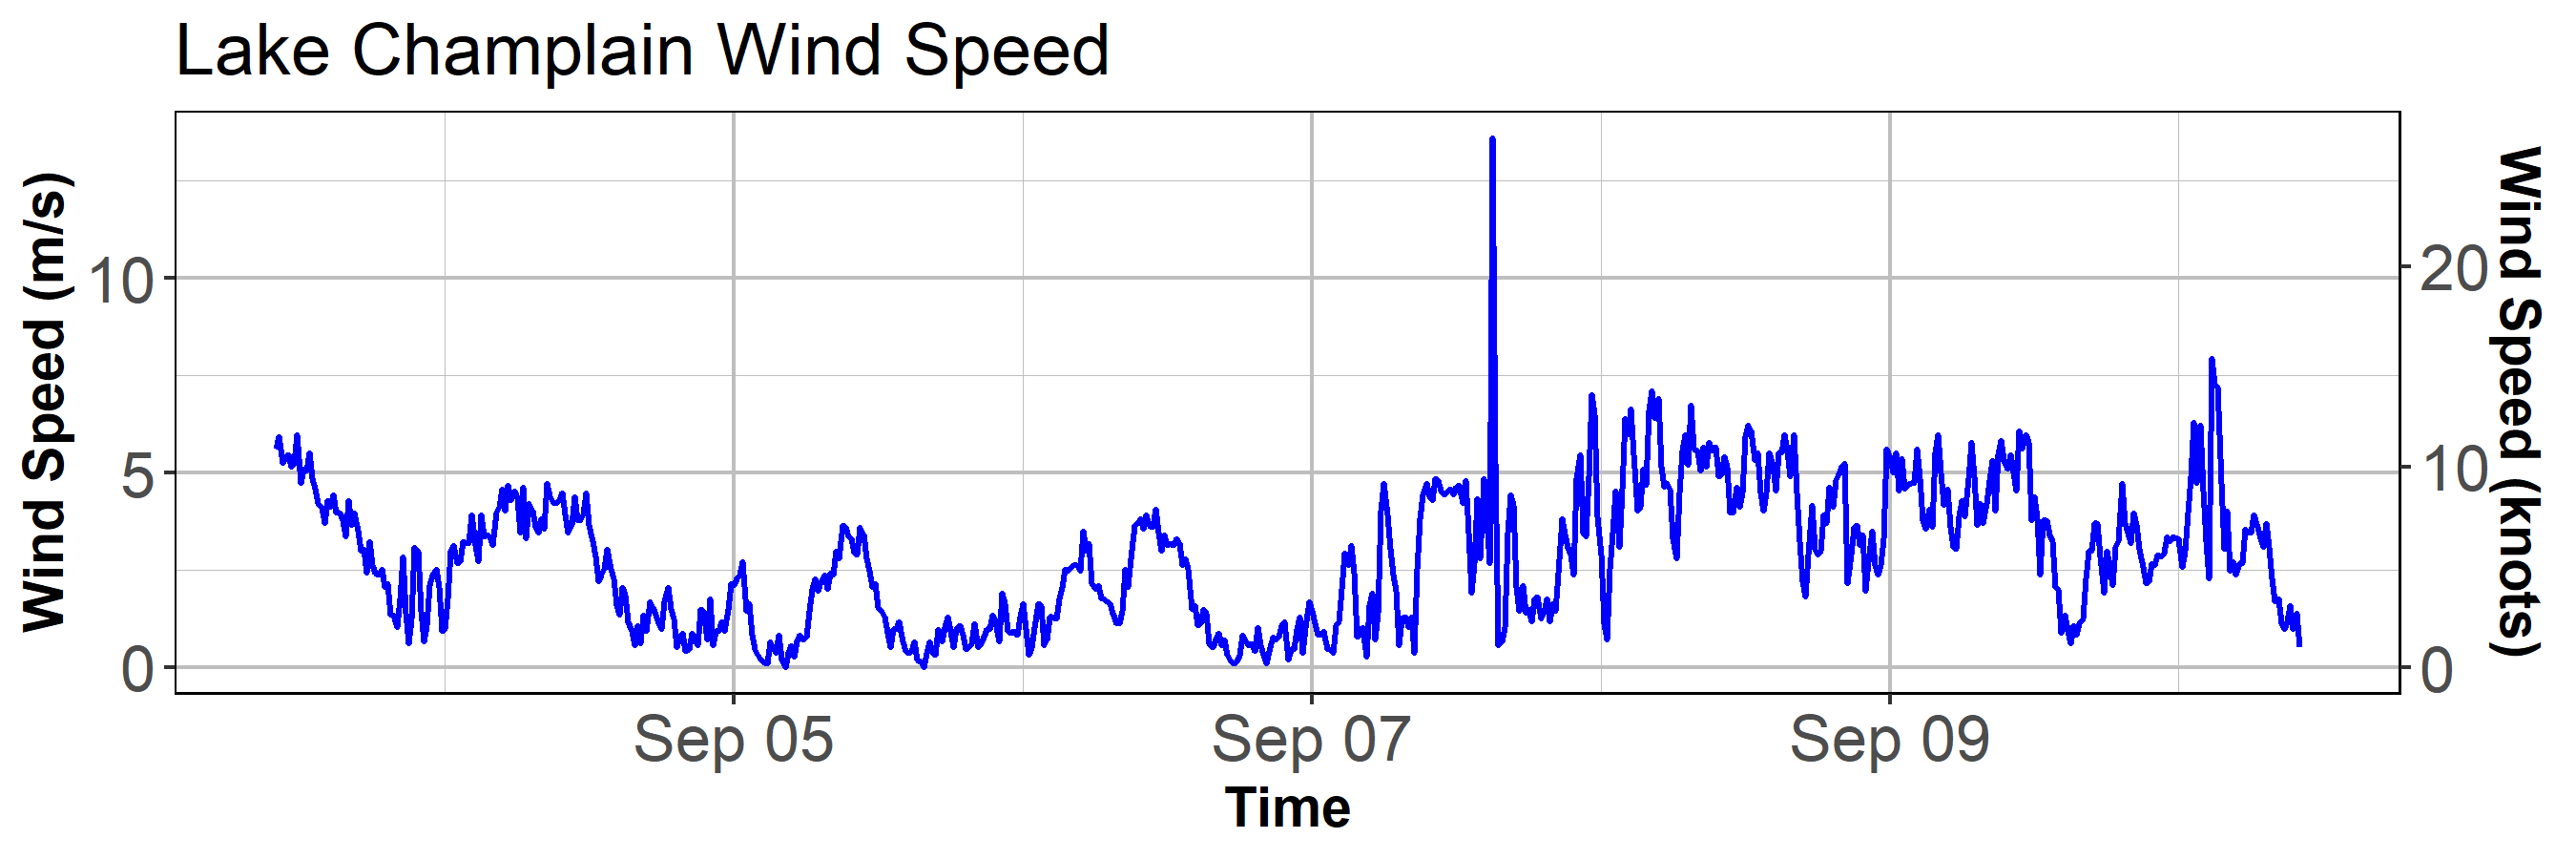 Lake Champlain Wind Speed
Wind Speed (m/s)
10
5
0
20
10
0
Wind Speed (knots)
Sep 05
Sep 07
Sep 09
Time